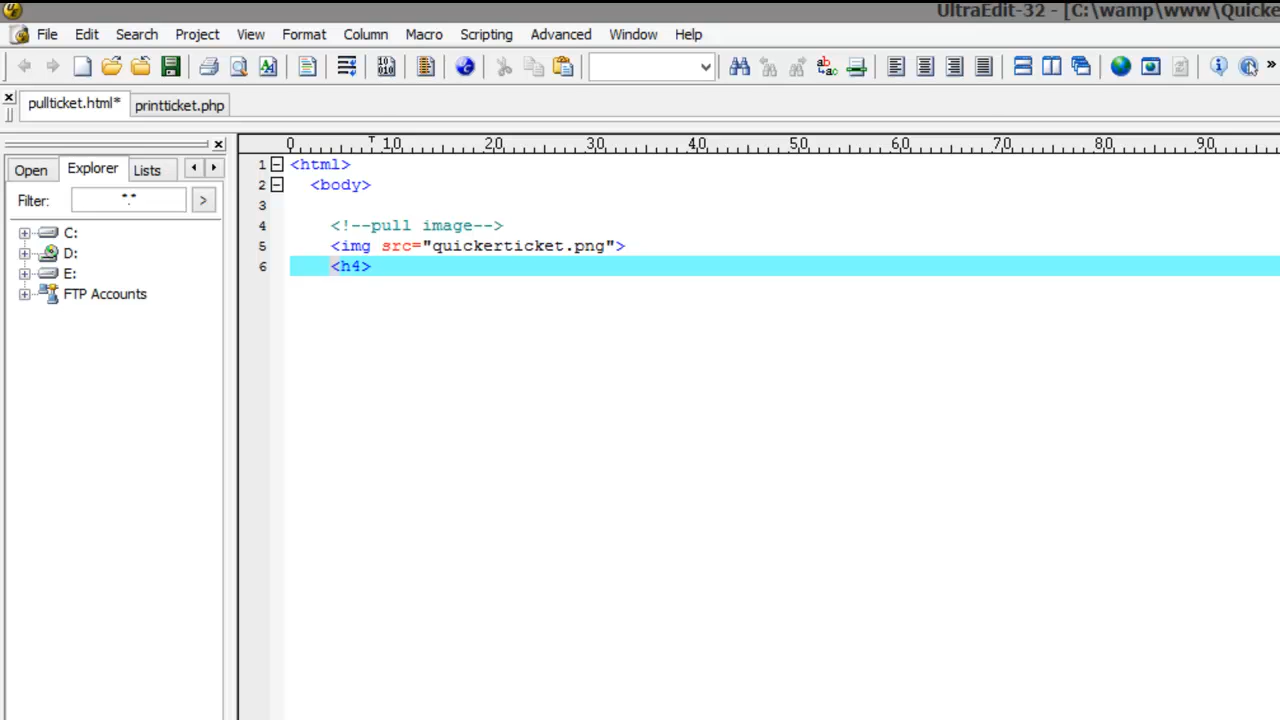 UltraEdit-32 - [C:\wamp\www\Quicke
File Edit Search Project View Format Column Macro Scripting Advanced Window Help
pullticket.html* printticket.php
Open Explorer Lists
Filter: *.* >
C:
D:
E:
FTP Accounts
0 10 20 30 40 50 60 70 80 90
1 <html>
2 <body>
3
4 <!--pull image-->
5 <img src="quickerticket.png">
6 <h4>